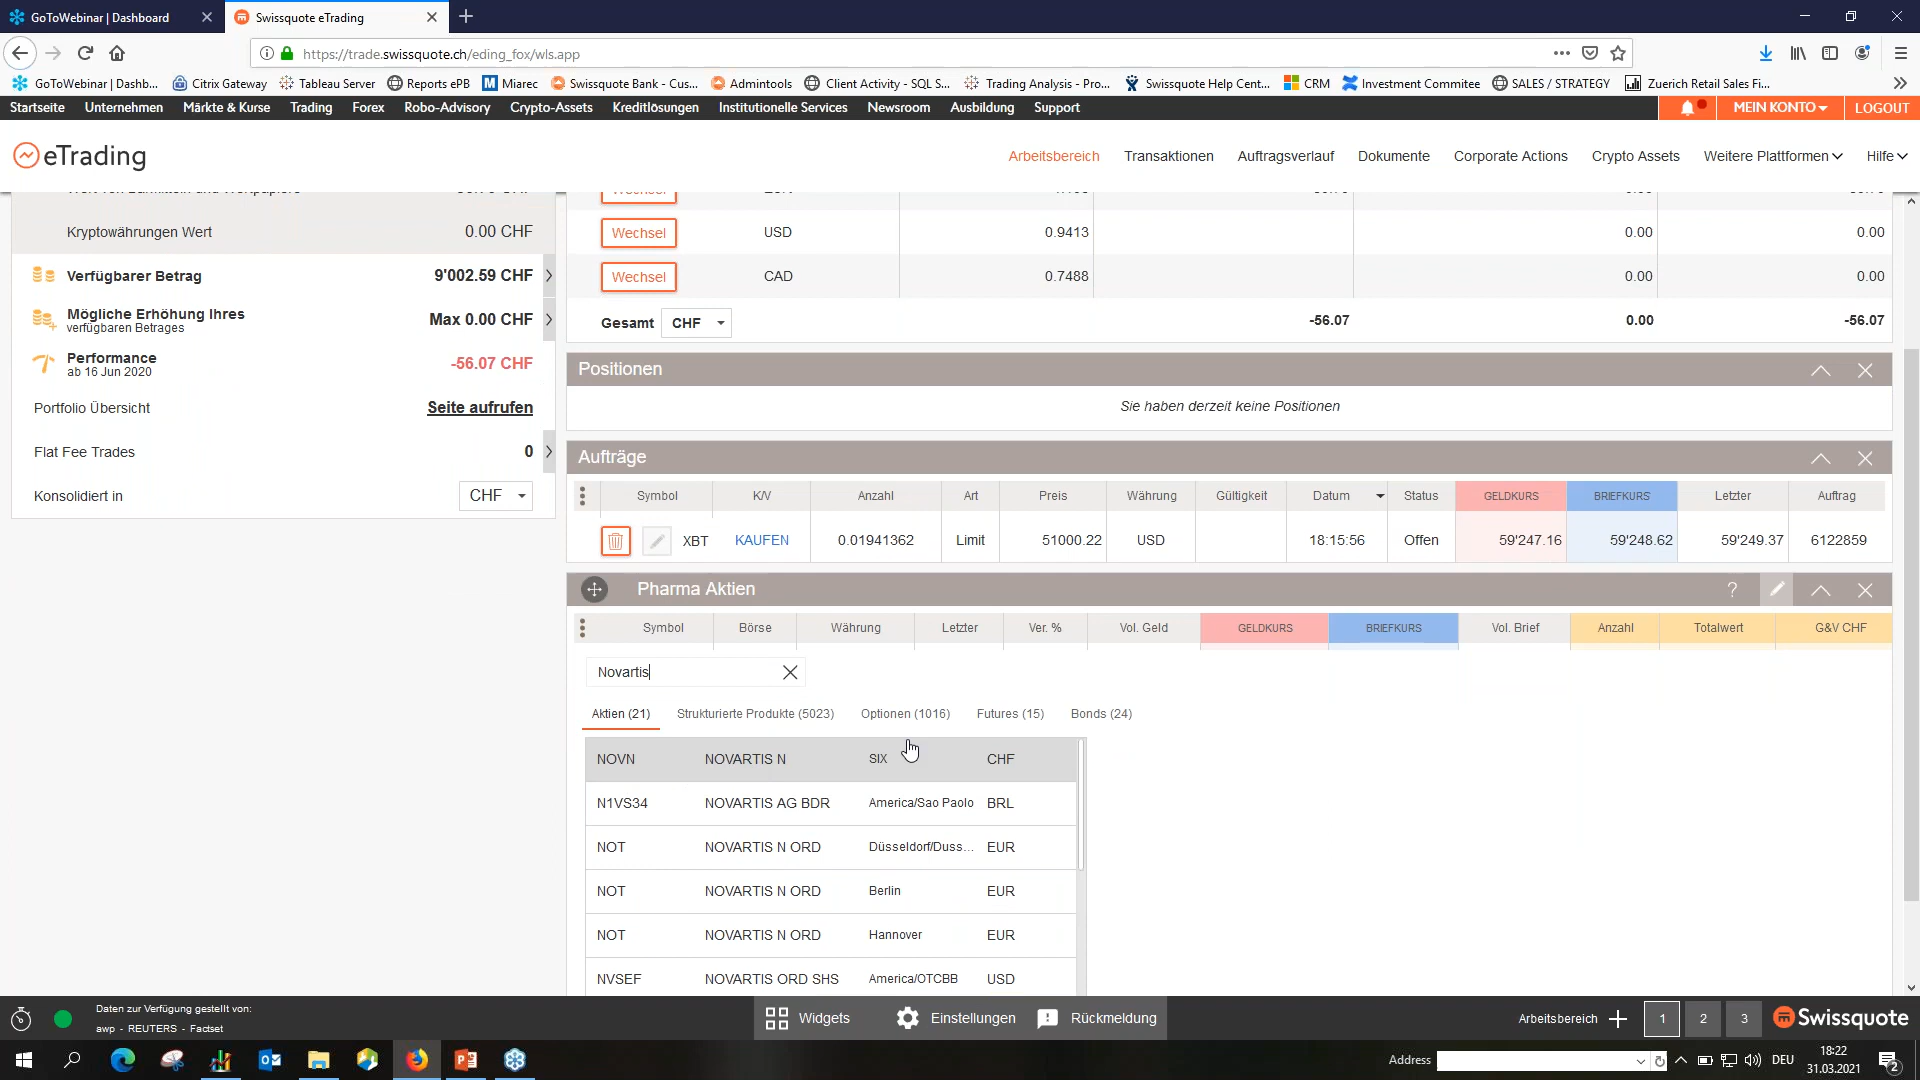 GoToWebinar | Dashboard
Swissquote eTrading
https://trade.swissquote.ch/eding_fox/wls.app
GoToWebinar | Dashb...
Citrix Gateway
Tableau Server
Reports ePB
Miarec
Swissquote Bank - Cus...
Admintools
Client Activity - SQL S...
Trading Analysis - Pro...
Swissquote Help Cent...
CRM
Investment Commitee
SALES / STRATEGY
Zuerich Retail Sales Fi...
Startseite Unternehmen Märkte & Kurse Trading Forex Robo-Advisory Crypto-Assets Kreditlösungen Institutionelle Services Newsroom Ausbildung Support
MEIN KONTO
LOGOUT
eTrading
Arbeitsbereich Transaktionen Auftragsverlauf Dokumente Corporate Actions Crypto Assets Weitere Plattformen Hilfe
Kryptowährungen Wert 0.00 CHF
Verfügbarer Betrag 9'002.59 CHF
Mögliche Erhöhung Ihres
verfügbaren Betrages
Max 0.00 CHF
Performance
ab 16 Jun 2020
-56.07 CHF
Portfolio Übersicht Seite aufrufen
Flat Fee Trades 0
Konsolidiert in CHF
Wechsel USD 0.9413 0.00 0.00
Wechsel CAD 0.7488 0.00 0.00
Gesamt CHF -56.07 0.00 -56.07
Positionen
Sie haben derzeit keine Positionen
Aufträge
Symbol K/V Anzahl Art Preis Währung Gültigkeit Datum Status GELDKURS BRIEFKURS Letzter Auftrag
XBT KAUFEN 0.01941362 Limit 51000.22 USD 18:15:56 Offen 59'247.16 59'248.62 59'249.37 6122859
Pharma Aktien
?
Symbol Börse Währung Letzter Ver. % Vol. Geld GELDKURS BRIEFKURS Vol. Brief Anzahl Totalwert G&V CHF
Novartis
Aktien (21) Strukturierte Produkte (5023) Optionen (1016) Futures (15) Bonds (24)
NOVN NOVARTIS N SIX CHF
N1VS34 NOVARTIS AG BDR America/Sao Paolo BRL
NOT NOVARTIS N ORD Düsseldorf/Duss... EUR
NOT NOVARTIS N ORD Berlin EUR
NOT NOVARTIS N ORD Hannover EUR
NVSEF NOVARTIS ORD SHS America/OTCBB USD
Daten zur Verfügung gestellt von:
awp - REUTERS - Factset
Widgets
Einstellungen
Rückmeldung
Arbeitsbereich
1
2
3
Swissquote
Address
DEU
18:22
31.03.2021
2